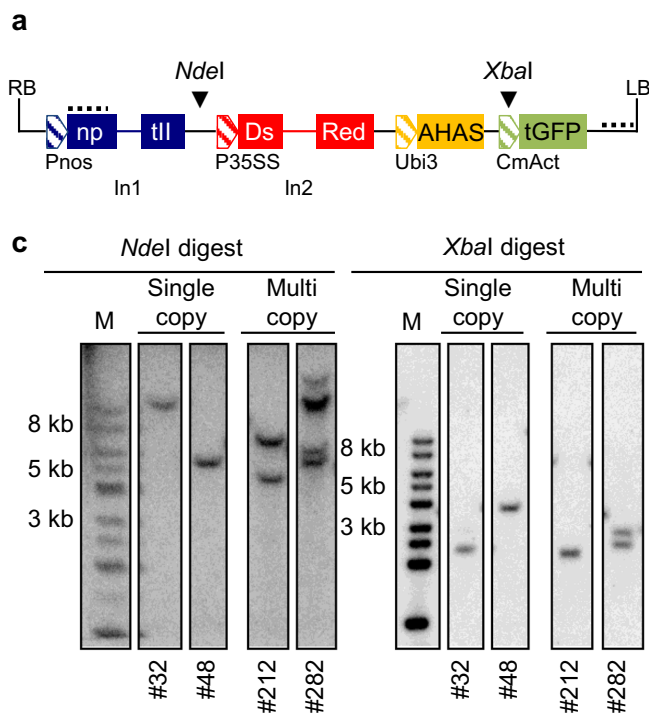 a
NdeI XbaI
RB LB
np tII Ds Red AHAS tGFP
Pnos P35SS Ubi3 CmAct
In1 In2
c
NdeI digest XbaI digest
Single copy Multi copy Single copy Multi copy
M M
8 kb
5 kb
3 kb
8 kb
5 kb
3 kb
#32 #48 #212 #282 #32 #48 #212 #282